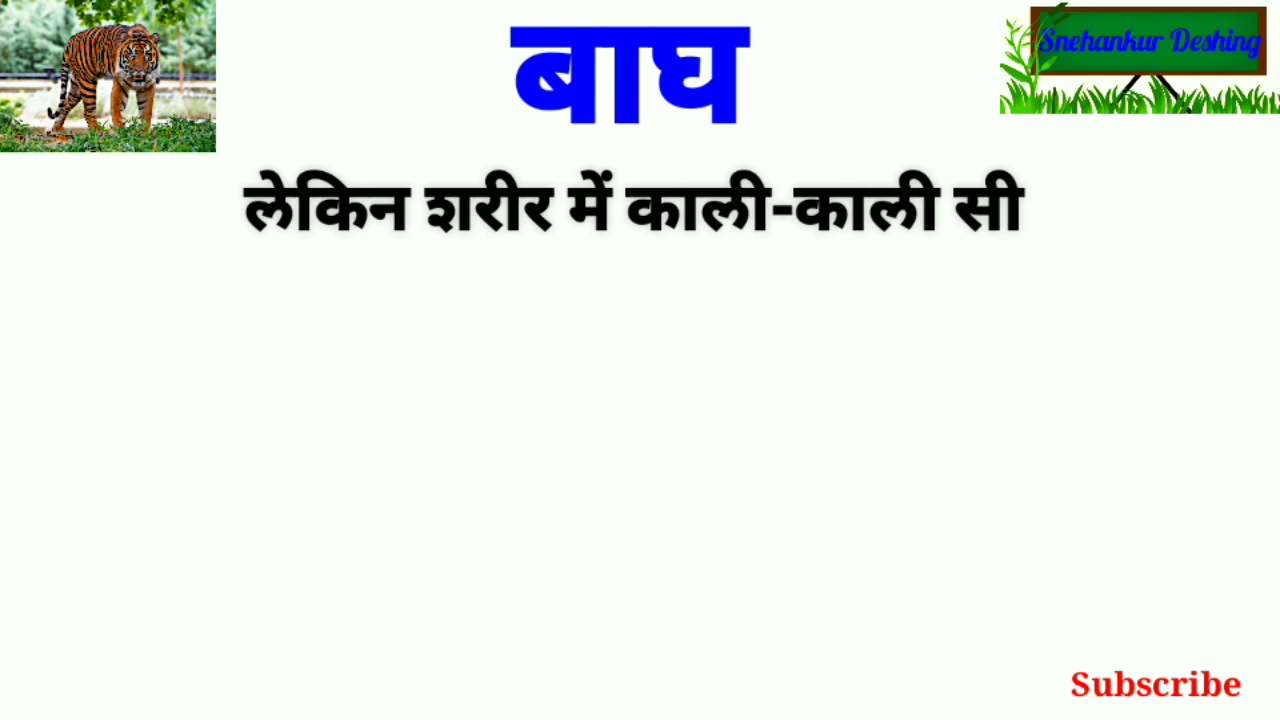 बाघ
Snehankur Deshing
लेकिन शरीर में काली-काली सी
Subscribe